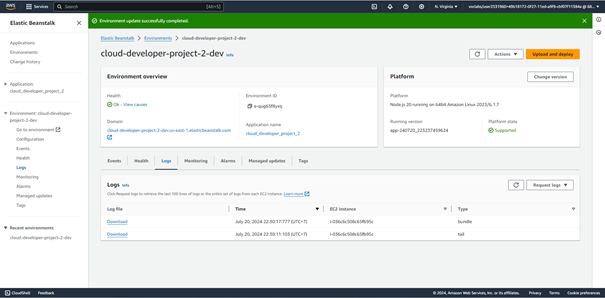 aws
Services
Search
[Alt+S]
N. Virginia
Environment update successfully completed.
Elastic Beanstalk
Applications
Environments
Change history
Application:
cloud_developer_project_2
Environment: cloud-developer-project-2-dev
Go to environment
Configuration
Events
Health
Logs
Monitoring
Alarms
Managed updates
Tags
Recent environments
cloud-developer-project-2-dev
Elastic Beanstalk > Environments > cloud-developer-project-2-dev
cloud-developer-project-2-dev Info
Actions
Upload and deploy
Environment overview
Health
Ok - View causes
Environment ID
Domain
cloud-developer-project-2-dev.us-east-1.elasticbeanstalk.com
Application name
cloud_developer_project_2
Platform
Change version
Platform
Node.js 20 running on 64bit Amazon Linux 2023/6.1.7
Running version
app-240720_223237459624
Platform state
Supported
Events
Health
Logs
Monitoring
Alarms
Managed updates
Tags
Logs Info
Click Request logs to retrieve the last 100 lines of logs or the entire set of logs from each EC2 instance. Learn more
Request logs
Log file
Time
EC2 instance
Type
Download
July 20, 2024 22:50:17:777 (UTC+7)
i-036c6c508c65fb95c
bundle
Download
July 20, 2024 22:50:11:103 (UTC+7)
i-036c6c508c65fb95c
tail
CloudShell
Feedback
© 2024, Amazon Web Services, Inc. or its affiliates.
Privacy
Terms
Cookie preferences